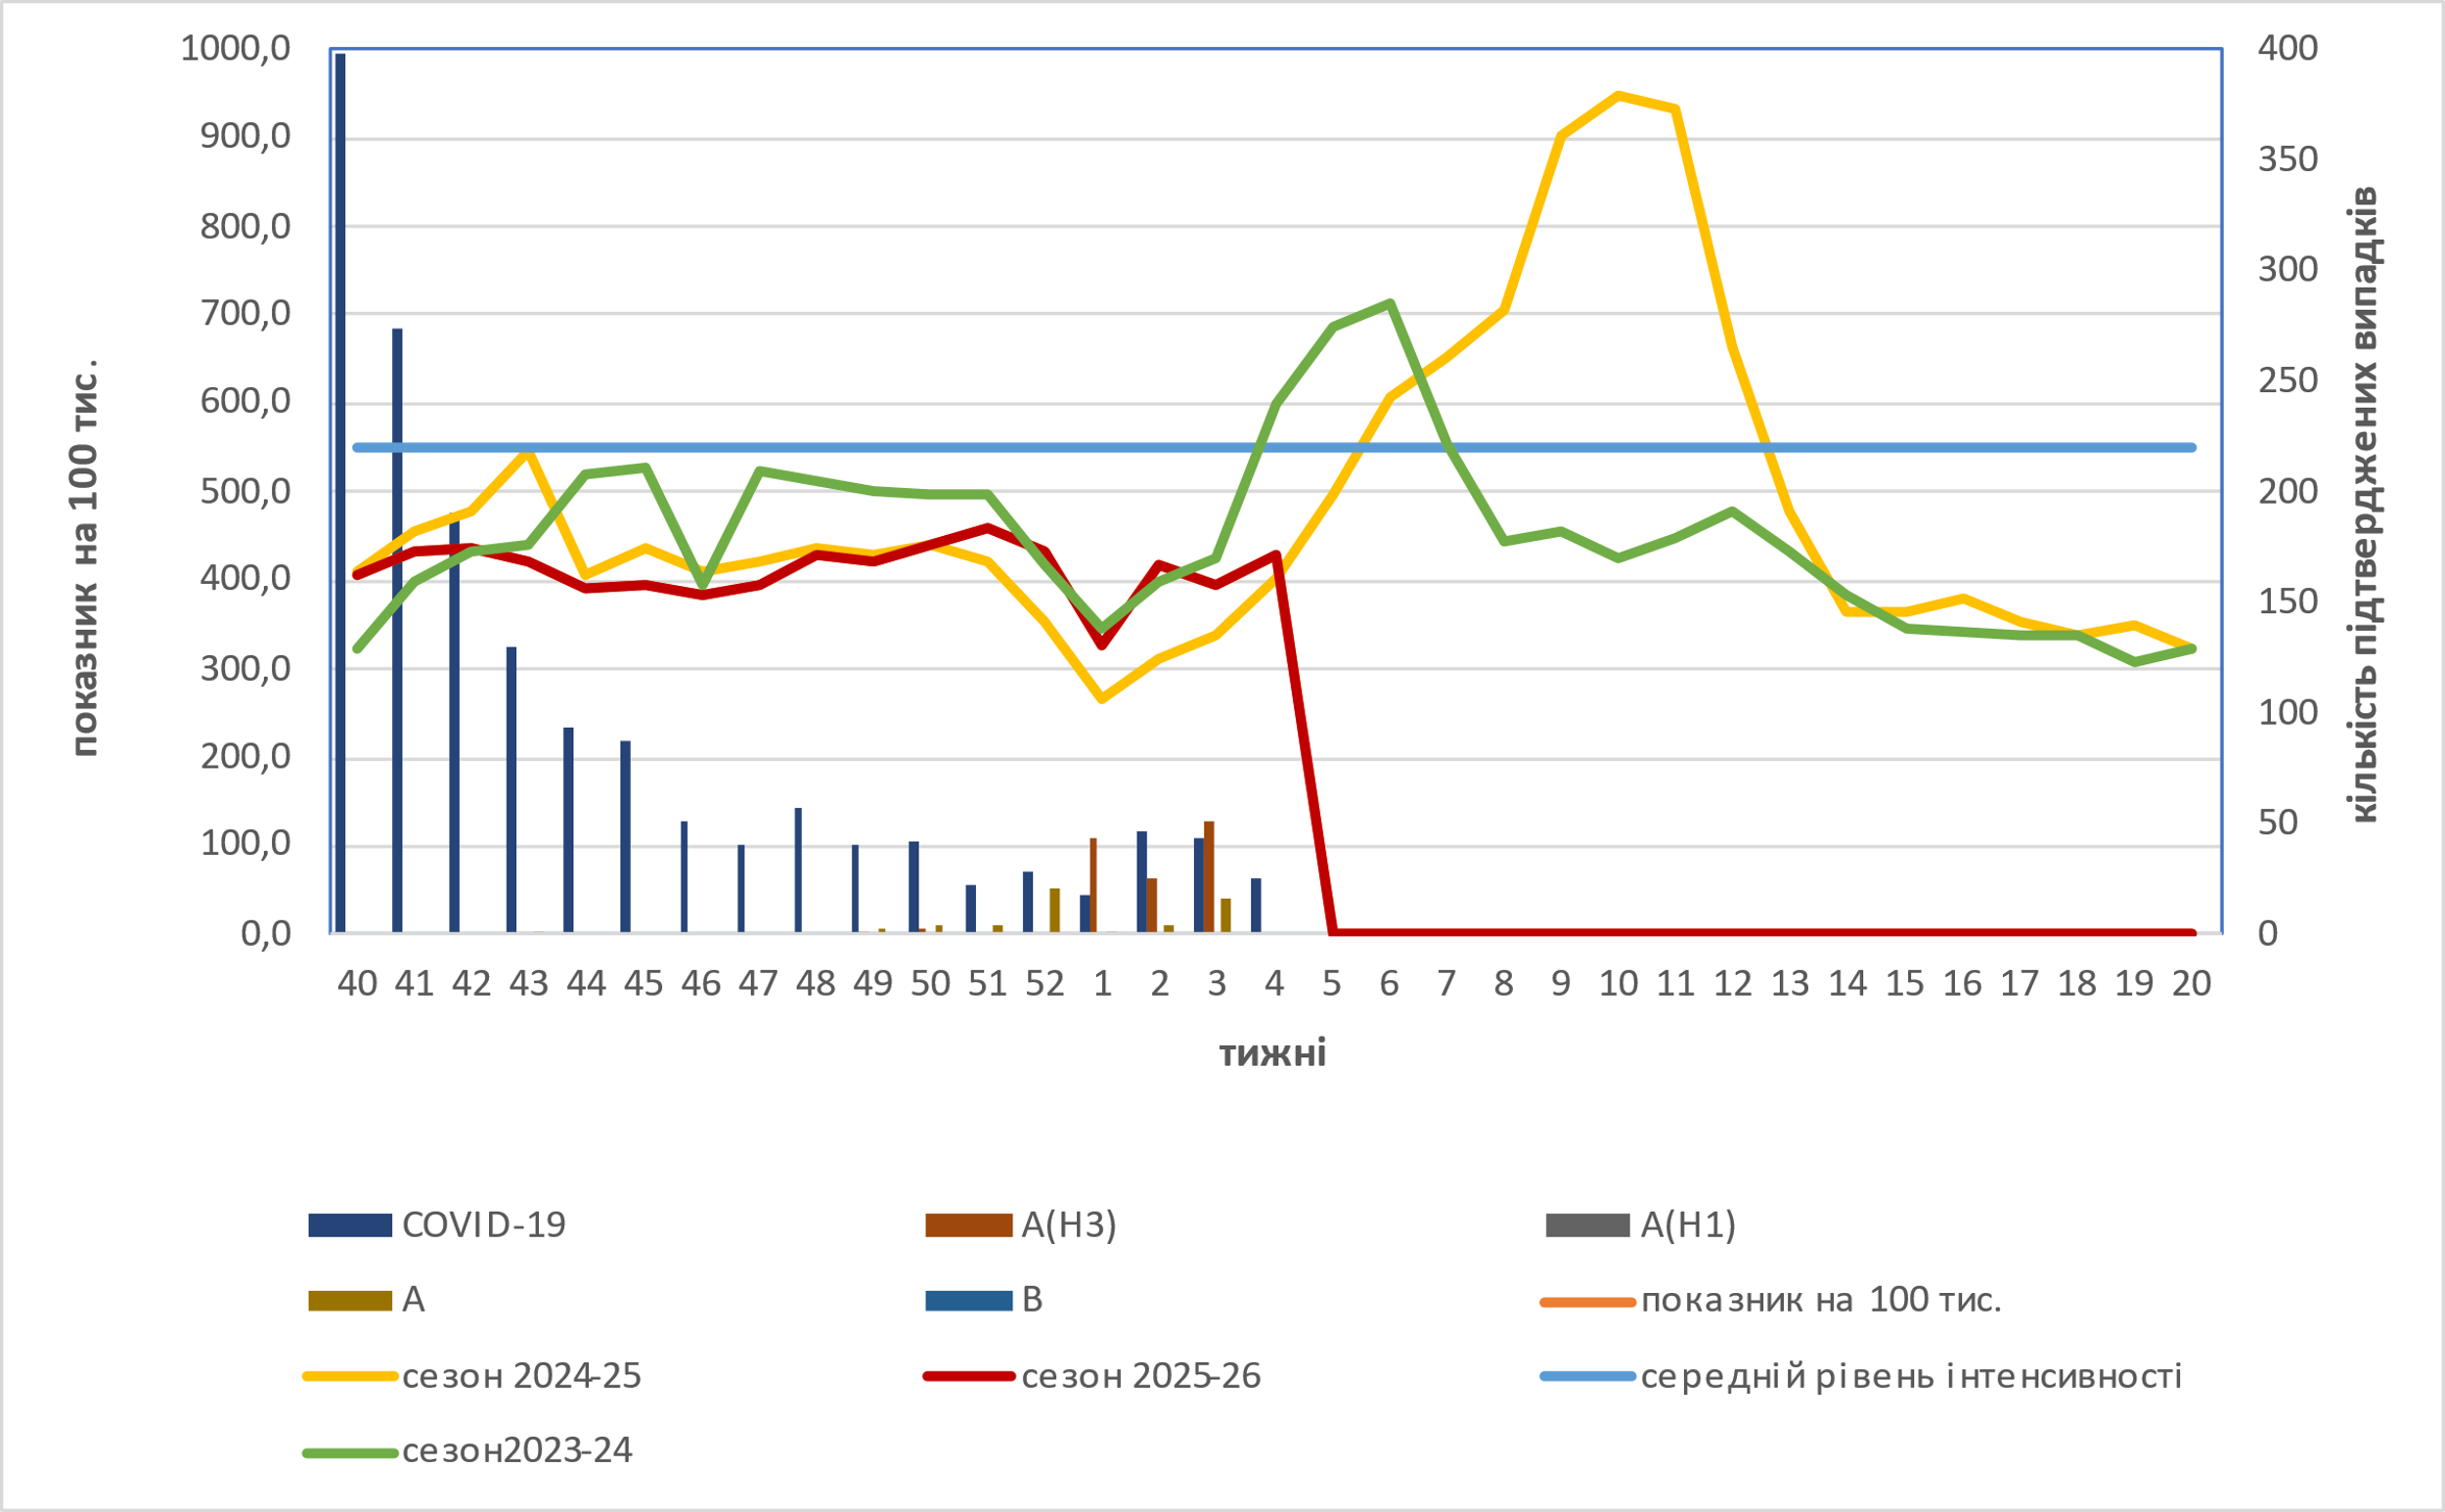 1000,0
900,0
800,0
700,0
600,0
500,0
400,0
300,0
200,0
100,0
0,0
показник на 100 тис.
400
350
300
250
200
150
100
50
0
кількість підтверджених випадків
40 41 42 43 44 45 46 47 48 49 50 51 52 1 2 3 4 5 6 7 8 9 10 11 12 13 14 15 16 17 18 19 20
тижні
COVID-19 A(H3) A(H1)
A B показник на 100 тис.
сезон 2024-25 сезон 2025-26 середній рівень інтенсивності
сезон2023-24